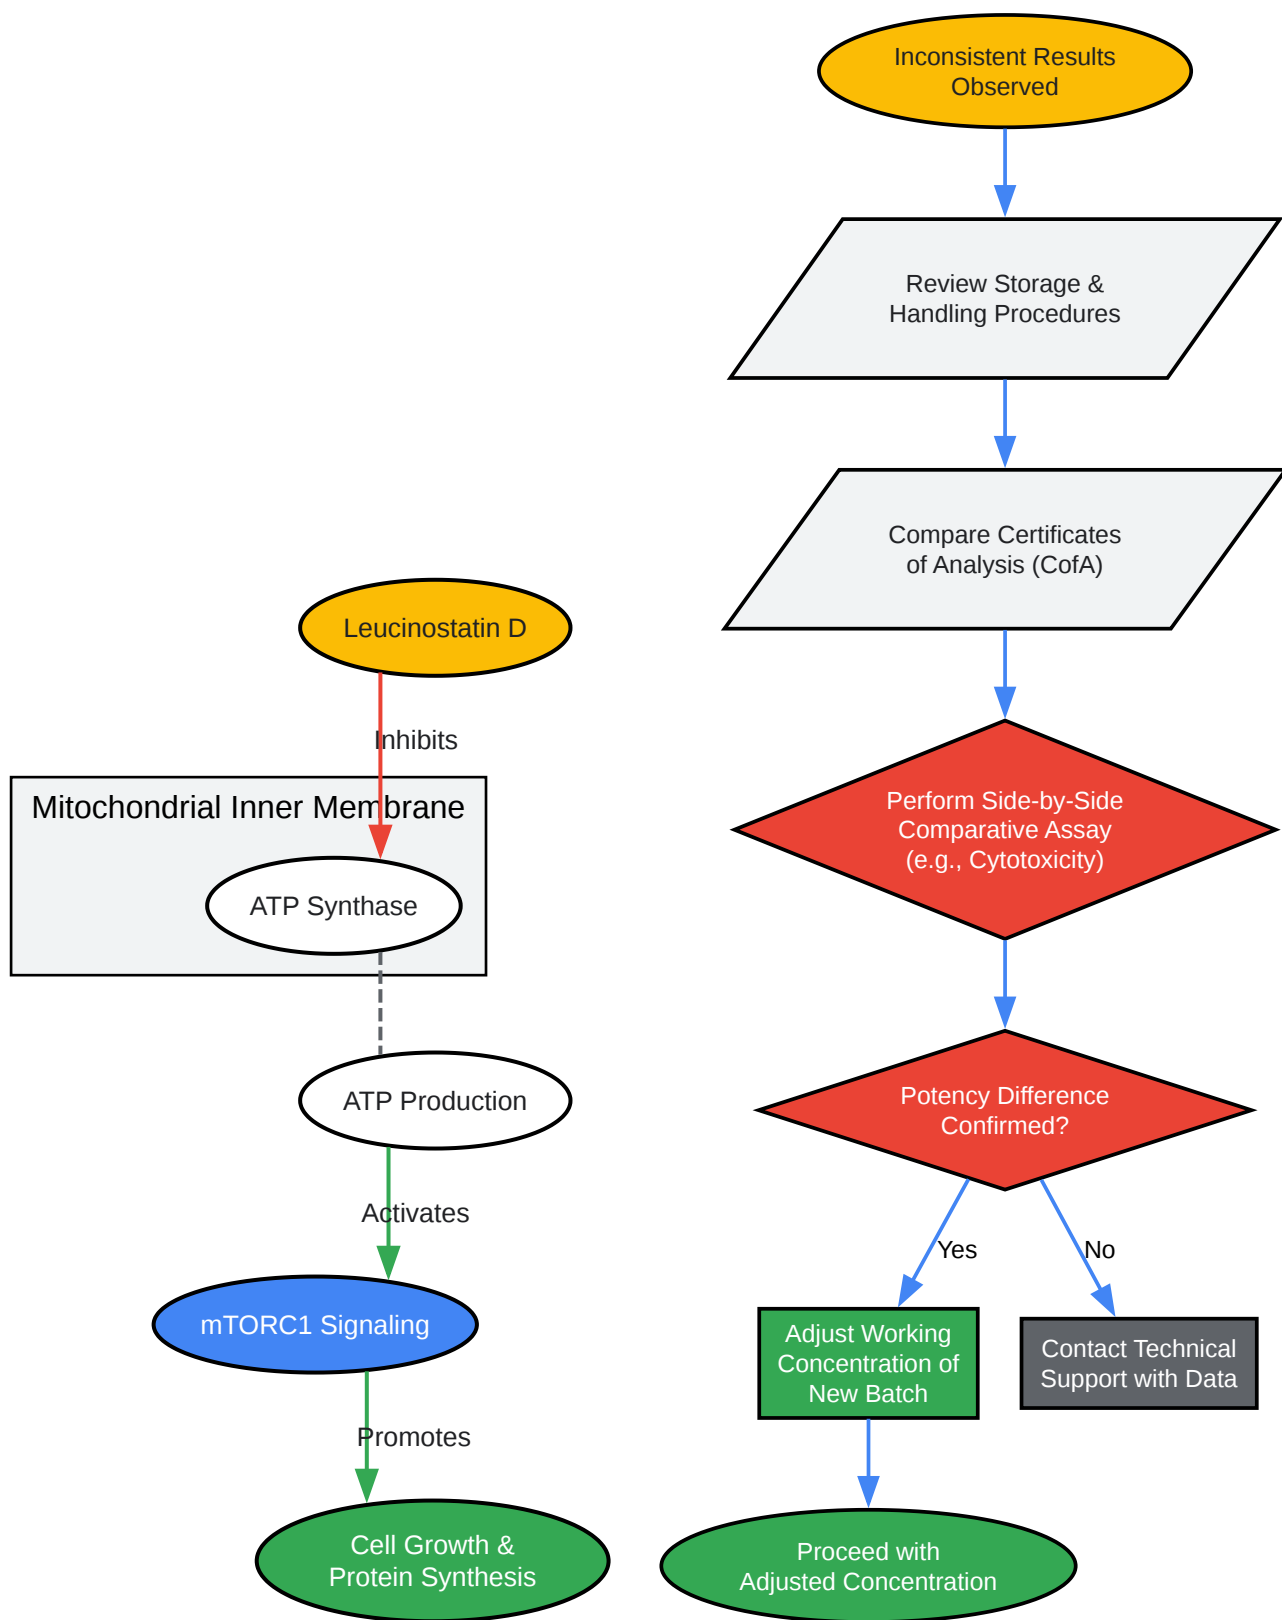 Inconsistent Results
Observed
Review Storage &
Handling Procedures
Compare Certificates
of Analysis (CofA)
Perform Side-by-Side
Comparative Assay
(e.g., Cytotoxicity)
Potency Difference
Confirmed?
Yes
No
Adjust Working
Concentration of
New Batch
Contact Technical
Support with Data
Proceed with
Adjusted Concentration
Leucinostatin D
Inhibits
Mitochondrial Inner Membrane
ATP Synthase
ATP Production
Activates
mTORC1 Signaling
Promotes
Cell Growth &
Protein Synthesis